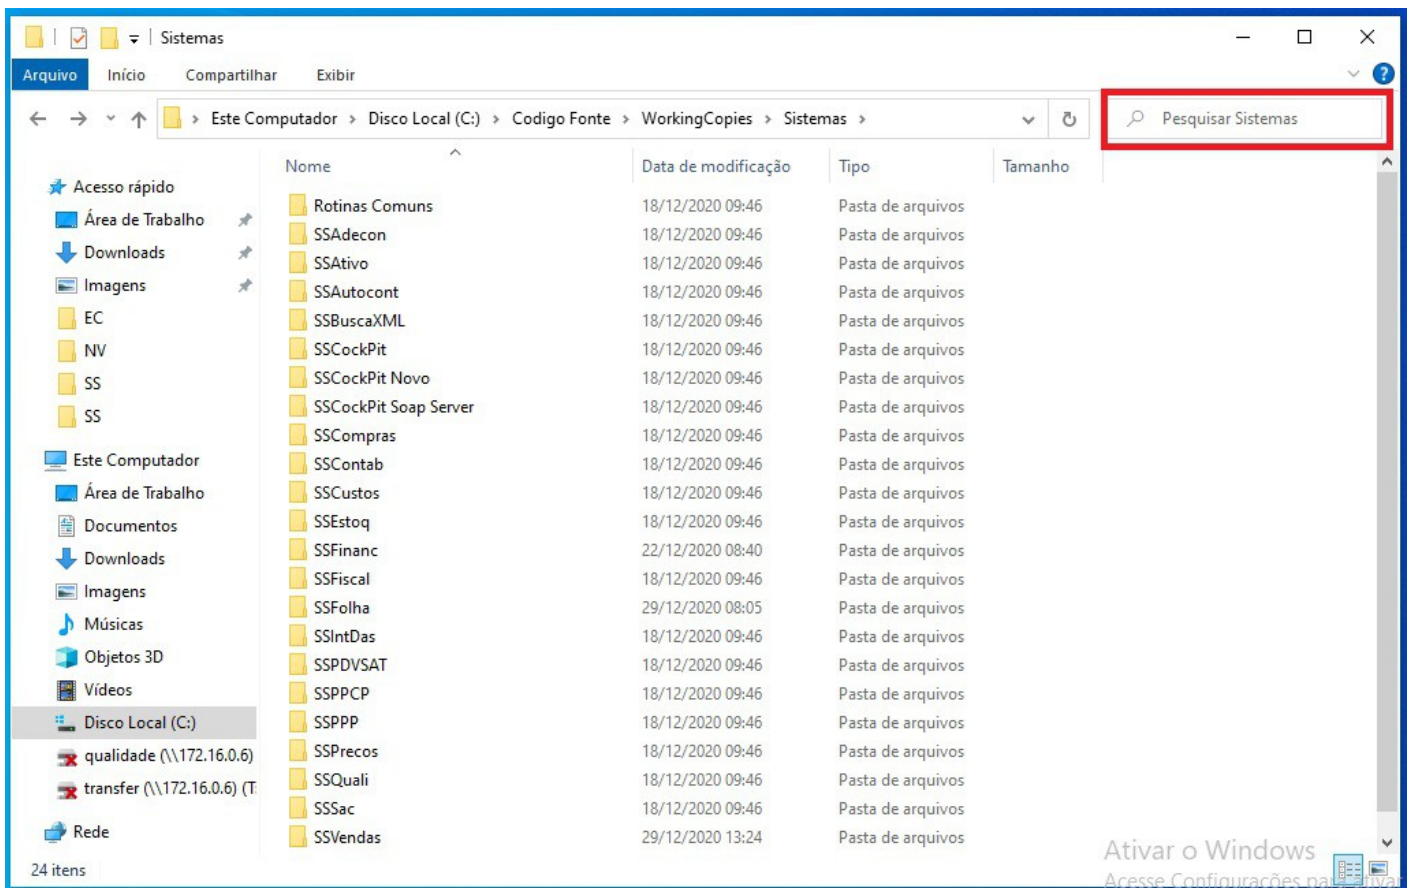 Sistemas
Arquivo Início Compartilhar Exibir
Este Computador > Disco Local (C:) > Codigo Fonte > WorkingCopies > Sistemas >
Pesquisar Sistemas
Acesso rápido
Área de Trabalho
Downloads
Imagens
EC
NV
SS
SS
Este Computador
Área de Trabalho
Documentos
Downloads
Imagens
Músicas
Objetos 3D
Vídeos
Disco Local (C:)
qualidade (\\172.16.0.6)
transfer (\\172.16.0.6) (T:
Rede
Nome Data de modificação Tipo Tamanho
Rotinas Comuns 18/12/2020 09:46 Pasta de arquivos
SSAdecon 18/12/2020 09:46 Pasta de arquivos
SSAtivo 18/12/2020 09:46 Pasta de arquivos
SSAutocont 18/12/2020 09:46 Pasta de arquivos
SSBuscaXML 18/12/2020 09:46 Pasta de arquivos
SSCockPit 18/12/2020 09:46 Pasta de arquivos
SSCockPit Novo 18/12/2020 09:46 Pasta de arquivos
SSCockPit Soap Server 18/12/2020 09:46 Pasta de arquivos
SSCompras 18/12/2020 09:46 Pasta de arquivos
SSContab 18/12/2020 09:46 Pasta de arquivos
SSCustos 18/12/2020 09:46 Pasta de arquivos
SSEstoq 18/12/2020 09:46 Pasta de arquivos
SSFinanc 22/12/2020 08:40 Pasta de arquivos
SSFiscal 18/12/2020 09:46 Pasta de arquivos
SSFolha 29/12/2020 08:05 Pasta de arquivos
SSIntDas 18/12/2020 09:46 Pasta de arquivos
SSPDVSAT 18/12/2020 09:46 Pasta de arquivos
SSPPCP 18/12/2020 09:46 Pasta de arquivos
SSPPP 18/12/2020 09:46 Pasta de arquivos
SSPrecos 18/12/2020 09:46 Pasta de arquivos
SSQuali 18/12/2020 09:46 Pasta de arquivos
SSSac 18/12/2020 09:46 Pasta de arquivos
SSVendas 29/12/2020 13:24 Pasta de arquivos
24 itens
Ativar o Windows
Acesse Configurações para ativar